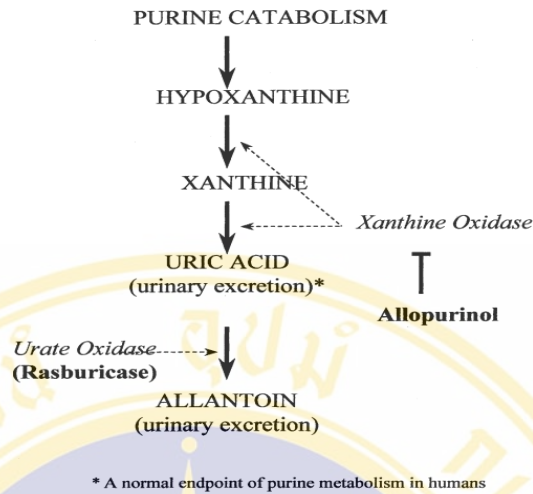 PURINE CATABOLISM
HYPOXANTHINE
XANTHINE
Xanthine Oxidase
URIC ACID
(urinary excretion)*
Allopurinol
Urate Oxidase
(Rasburicase)
ALLANTOIN
(urinary excretion)
* A normal endpoint of purine metabolism in humans